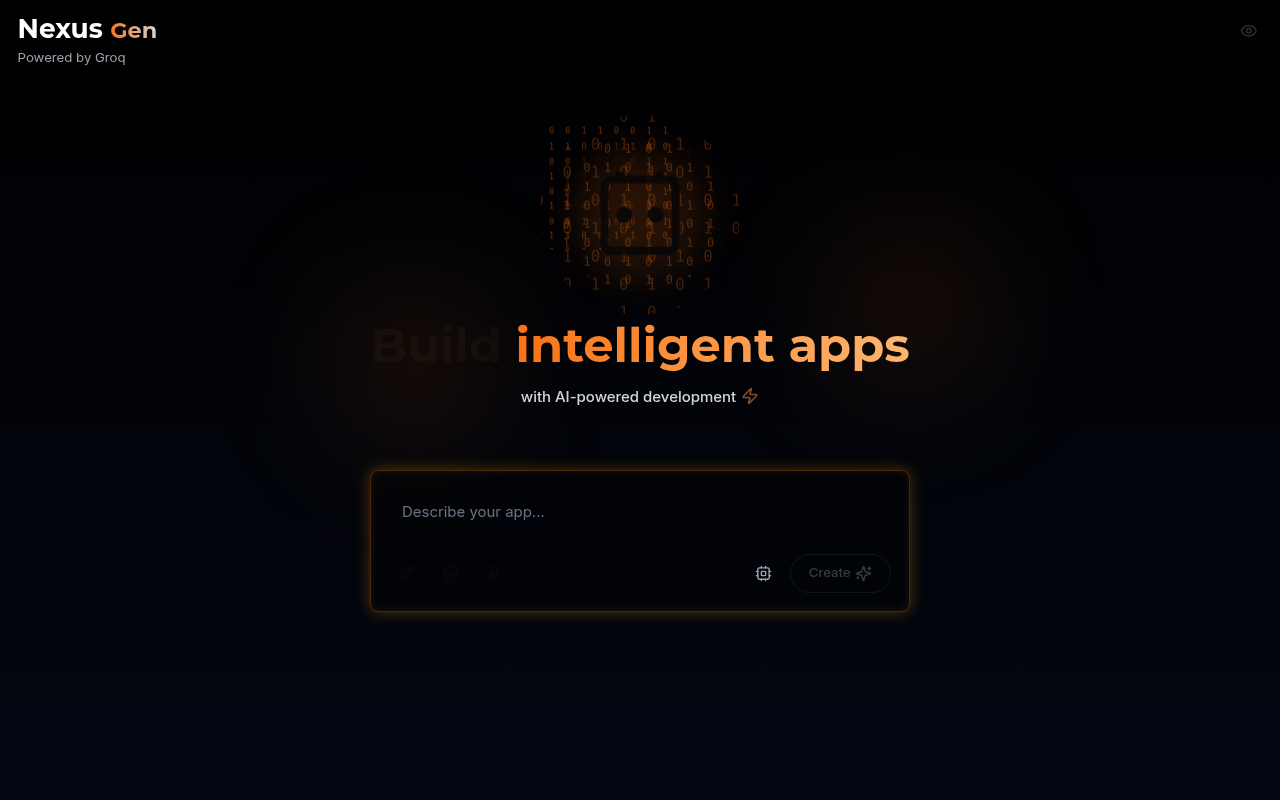 Nexus Gen
Powered by Groq
Build intelligent apps
with AI-powered development
Describe your app...
Create